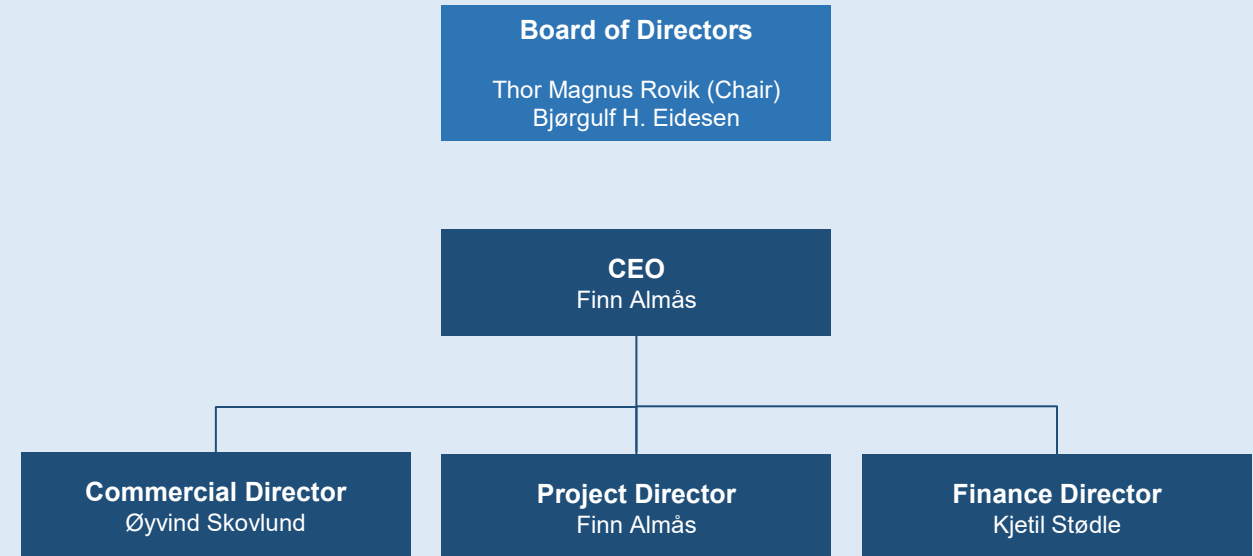 Board of Directors
Thor Magnus Rovik (Chair)
Bjørgulf H. Eidesen
CEO
Finn Almås
Commercial Director
Øyvind Skovlund
Project Director
Finn Almås
Finance Director
Kjetil Stødle